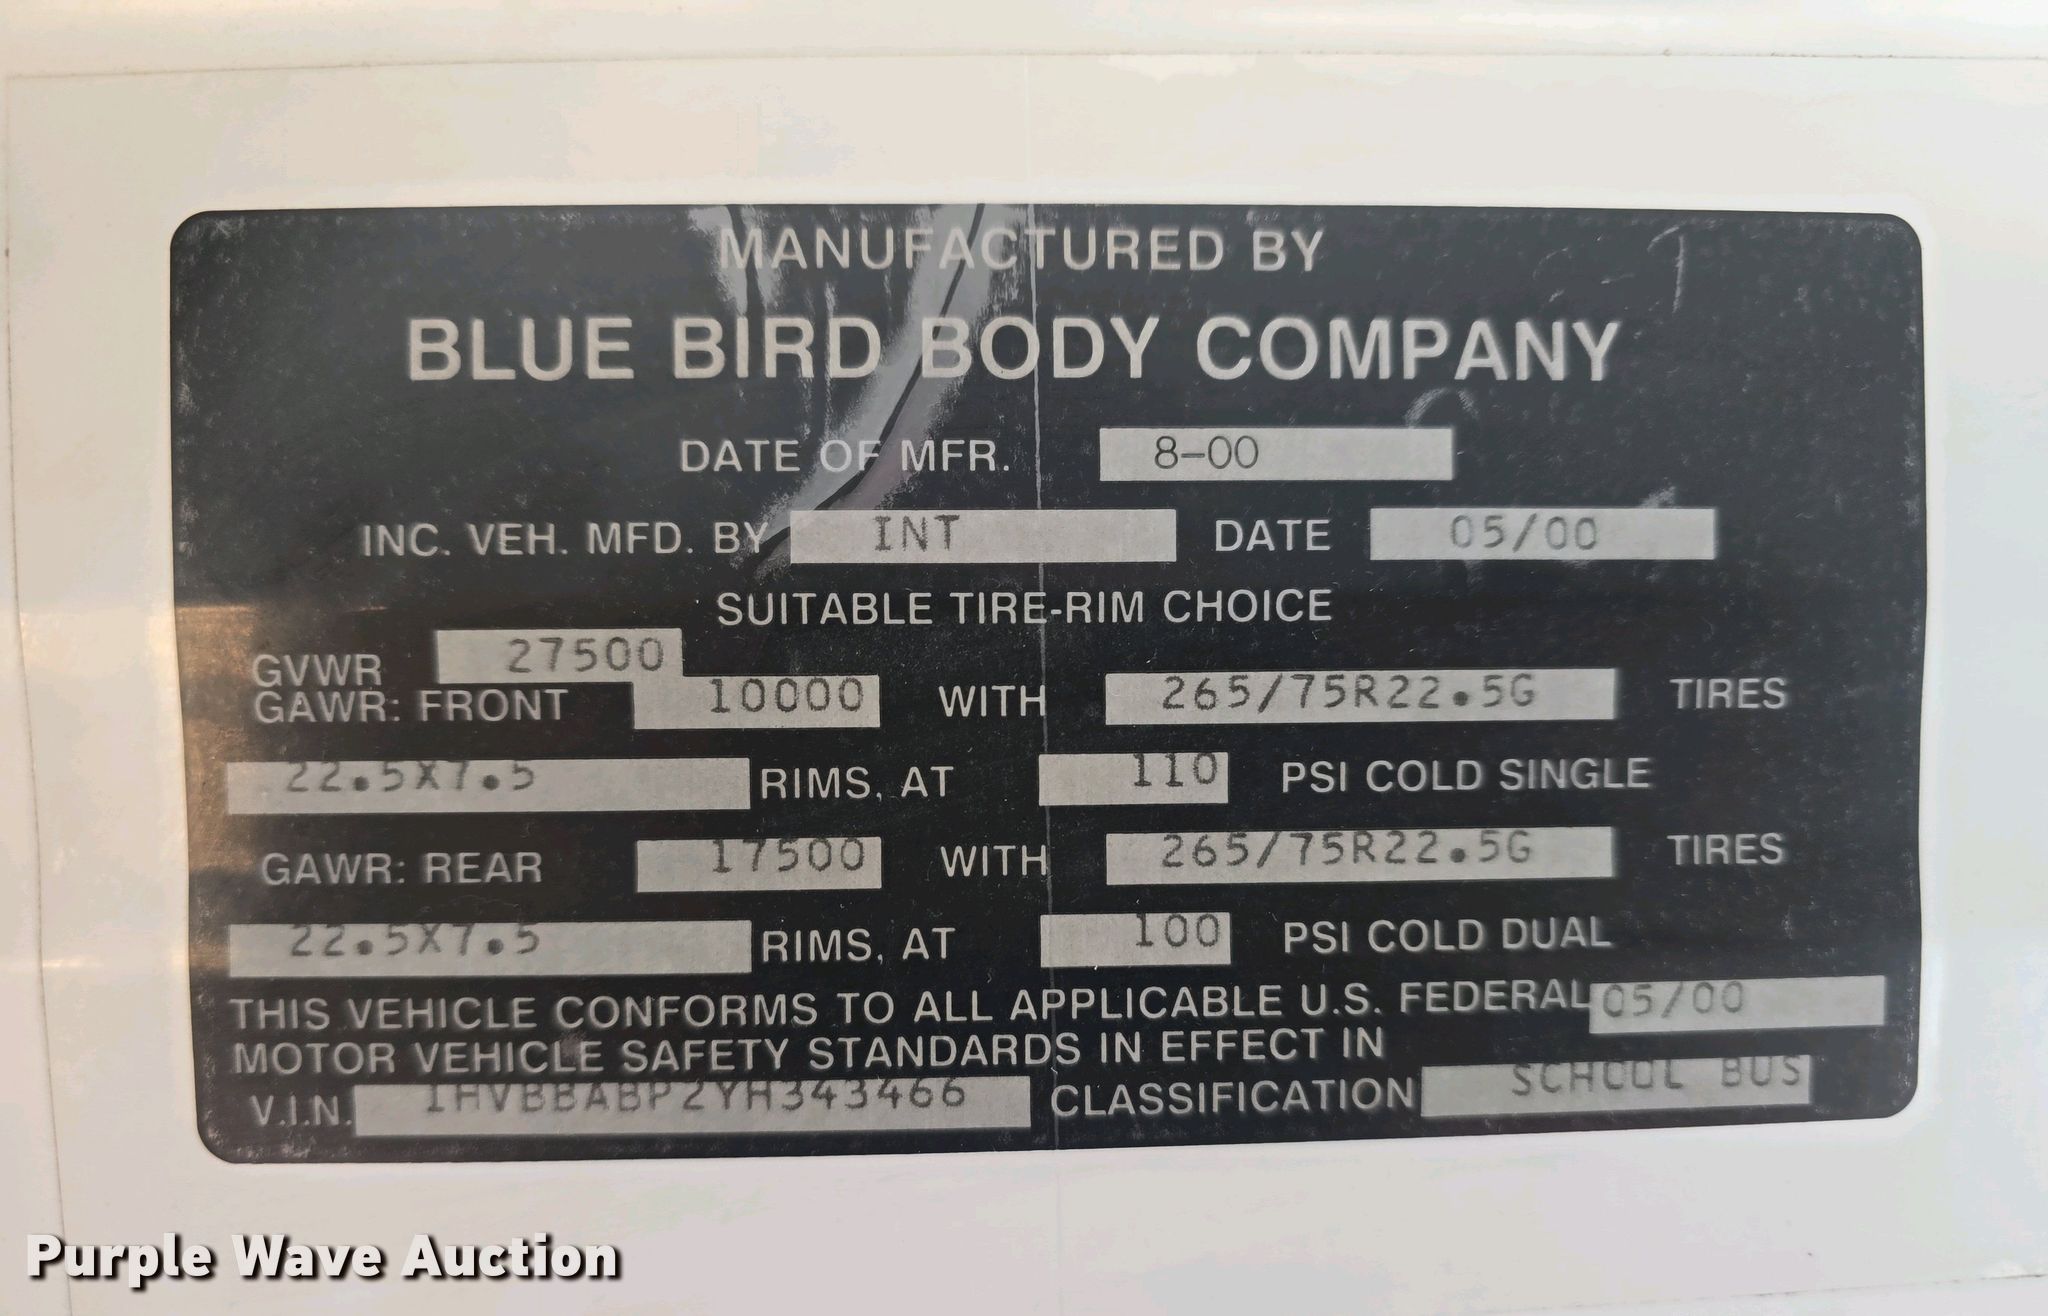 MANUFACTURED BY
BLUE BIRD BODY COMPANY
DATE OF MFR. 8-00
INC. VEH. MFD. BY INT DATE 05/00
SUITABLE TIRE-RIM CHOICE
GVWR 27500
GAWR: FRONT 10000 WITH 265/75R22.5G TIRES
22.5X7.5 RIMS, AT 110 PSI COLD SINGLE
GAWR: REAR 17500 WITH 265/75R22.5G TIRES
22.5X7.5 RIMS, AT 100 PSI COLD DUAL
THIS VEHICLE CONFORMS TO ALL APPLICABLE U.S. FEDERAL 05/00
MOTOR VEHICLE SAFETY STANDARDS IN EFFECT IN
V.I.N. 1HVBBABP2YH343466 CLASSIFICATION SCHOOL BUS
Purple Wave Auction